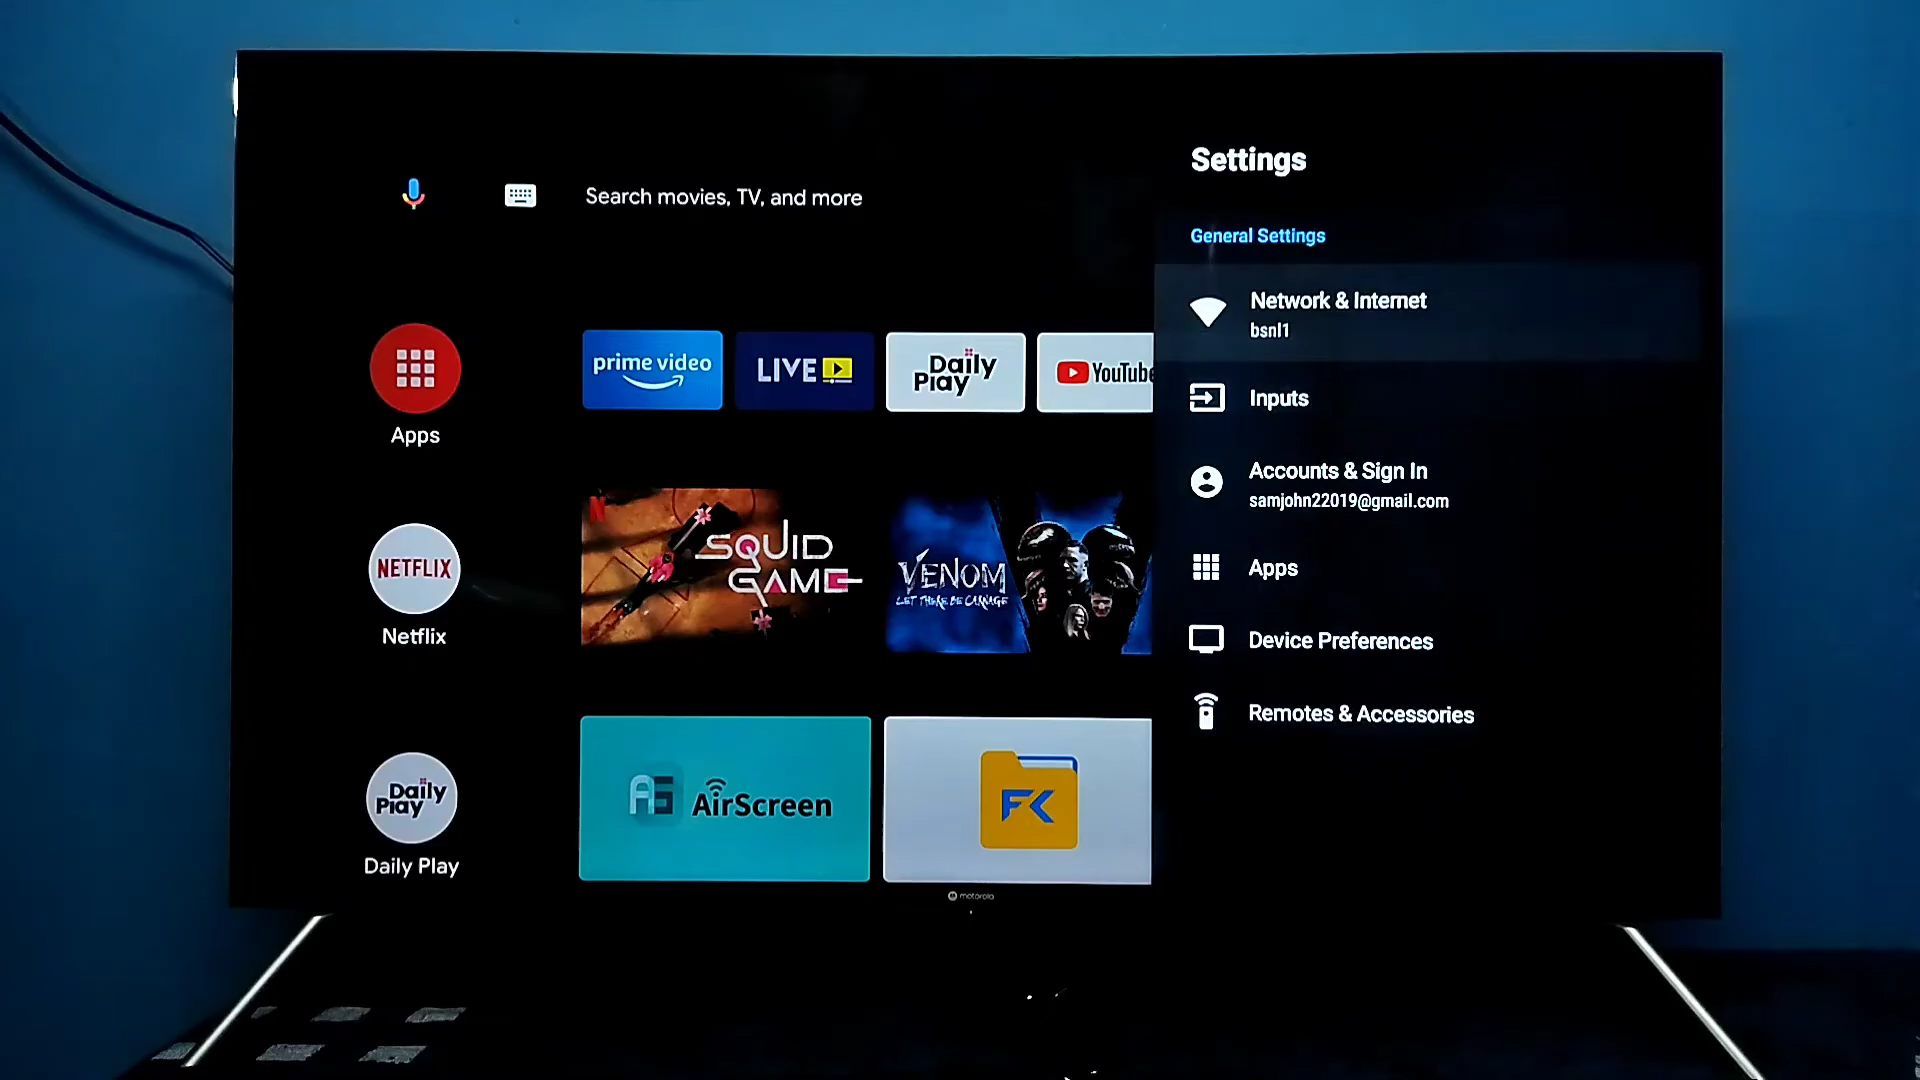 Search movies, TV, and more
Apps
prime video
LIVE
Daily
Play
YouTube
NETFLIX
Netflix
SQUID
GAME
VENOM
LET THERE BE CARNAGE
Daily
Play
Daily Play
AS AirScreen
FK
motorola
Settings
General Settings
Network & Internet
bsnl1
Inputs
Accounts & Sign In
samjohn22019@gmail.com
Apps
Device Preferences
Remotes & Accessories